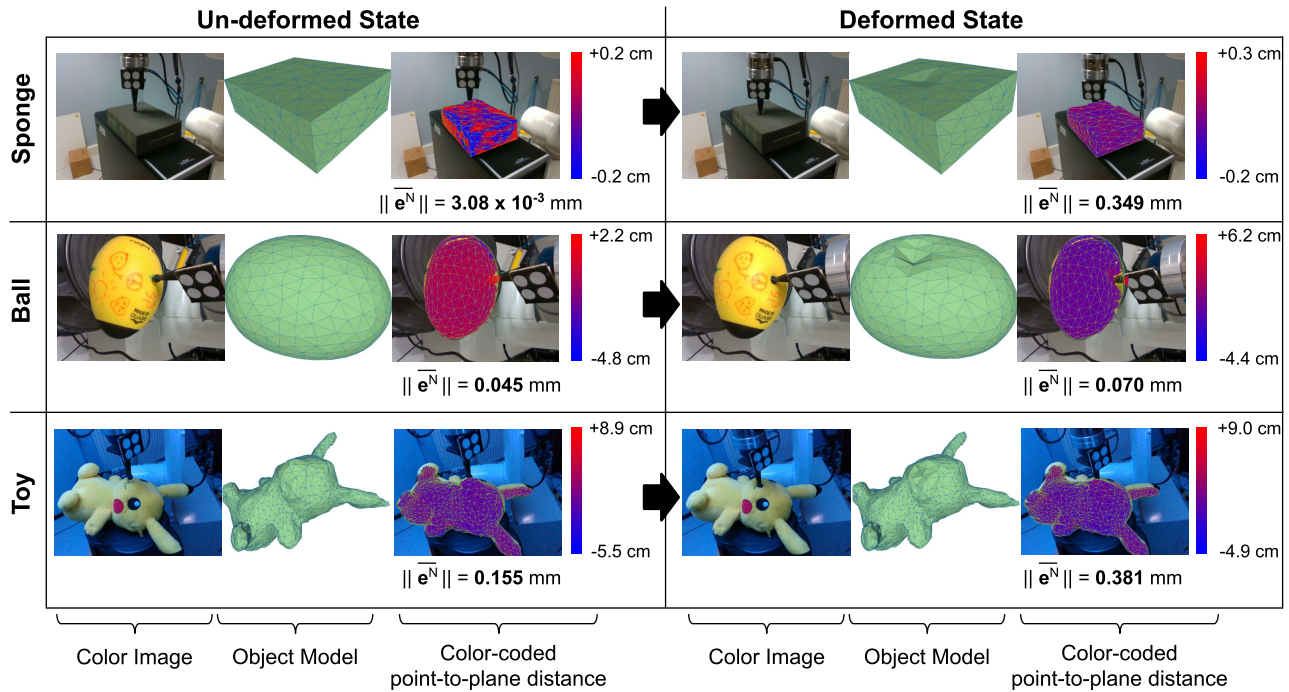 Un-deformed State
Deformed State
Sponge
+0.2 cm
-0.2 cm
|| e^N || = 3.08 x 10^-3 mm
+0.3 cm
-0.2 cm
|| e^N || = 0.349 mm
Ball
+2.2 cm
-4.8 cm
|| e^N || = 0.045 mm
+6.2 cm
-4.4 cm
|| e^N || = 0.070 mm
Toy
+8.9 cm
-5.5 cm
|| e^N || = 0.155 mm
+9.0 cm
-4.9 cm
|| e^N || = 0.381 mm
Color Image
Object Model
Color-coded
point-to-plane distance
Color Image
Object Model
Color-coded
point-to-plane distance